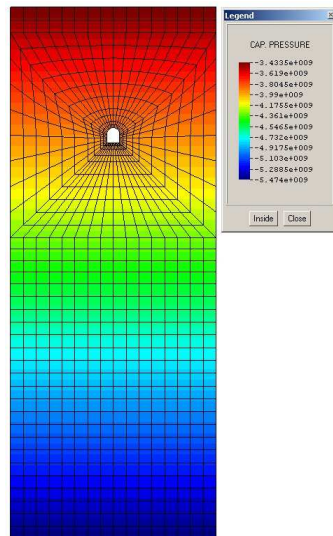 Legend
CAP. PRESSURE
-3.4335e+009
-3.619e+009
-3.8045e+009
-3.99e+009
-4.1755e+009
-4.361e+009
-4.5465e+009
-4.732e+009
-4.9175e+009
-5.103e+009
-5.2885e+009
-5.474e+009
Inside Close